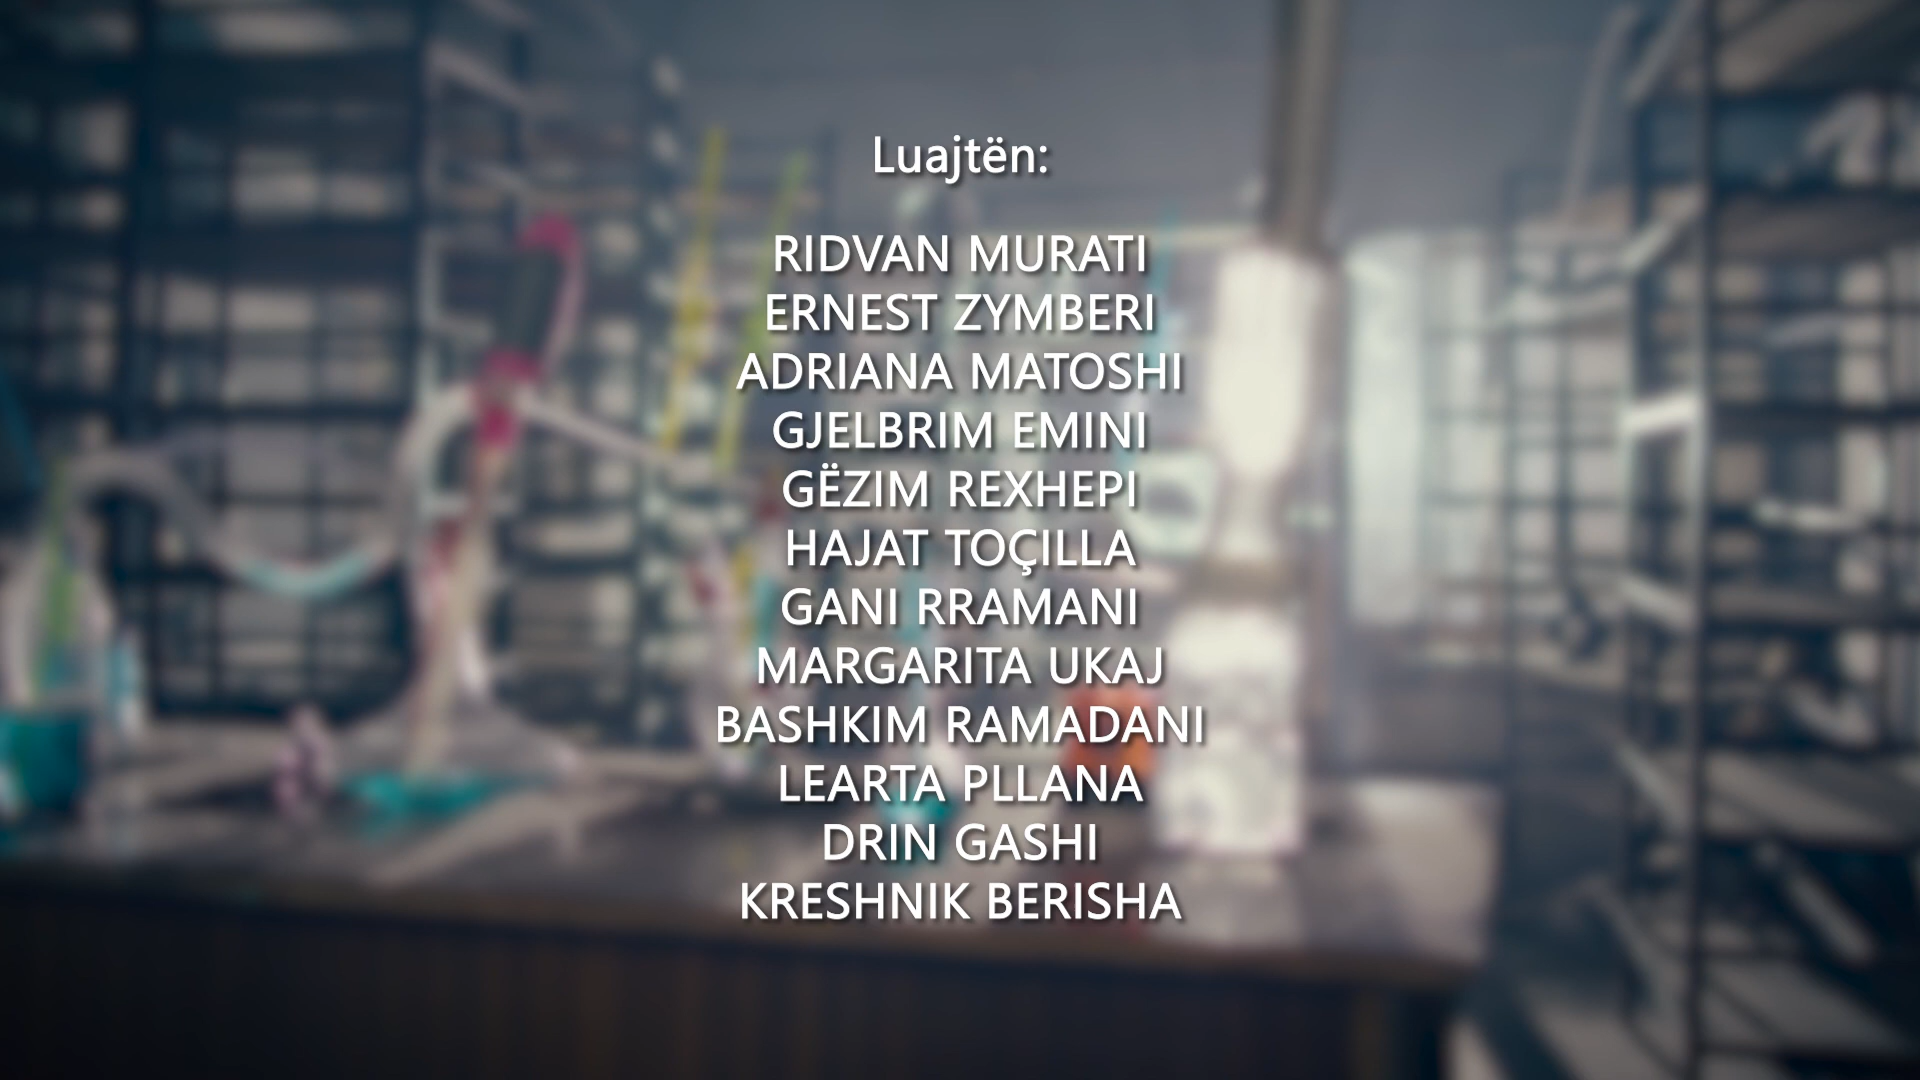 Luajtën:
RIDVAN MURATI
ERNEST ZYMBERI
ADRIANA MATOSHI
GJELBRIM EMINI
GËZIM REXHEPI
HAJAT TOÇILLA
GANI RRAMANI
MARGARITA UKAJ
BASHKIM RAMADANI
LEARTA PLLANA
DRIN GASHI
KRESHNIK BERISHA